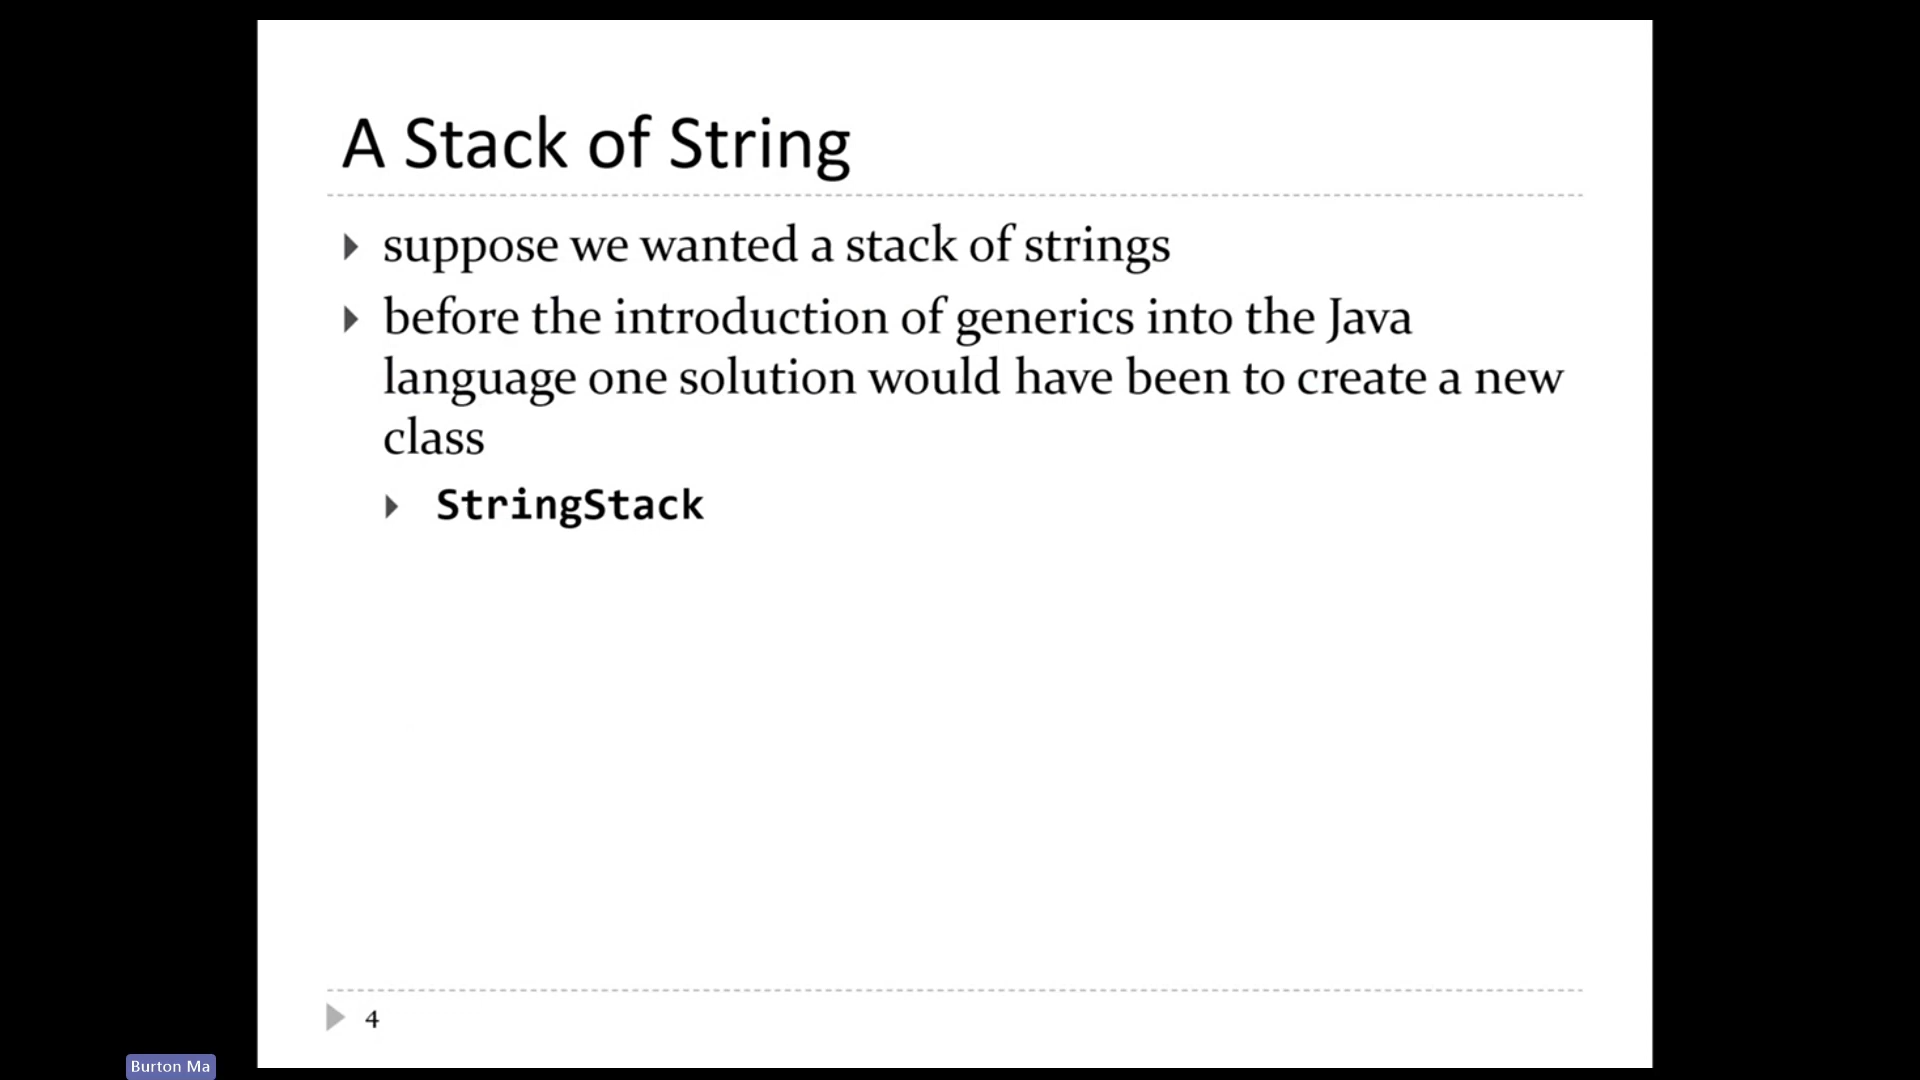 A Stack of String
suppose we wanted a stack of strings
before the introduction of generics into the Java
language one solution would have been to create a new
class
StringStack
4
Burton Ma